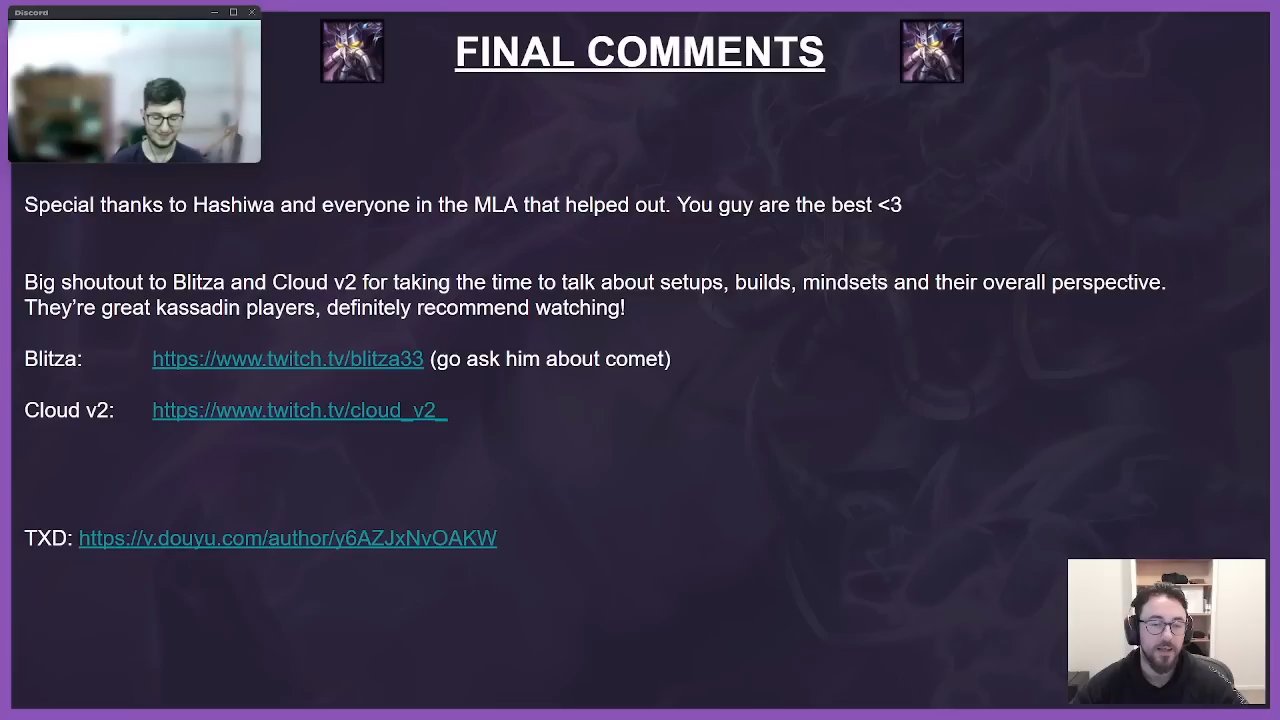 Discord
FINAL COMMENTS
Special thanks to Hashiwa and everyone in the MLA that helped out. You guy are the best <3
Big shoutout to Blitza and Cloud v2 for taking the time to talk about setups, builds, mindsets and their overall perspective.
They’re great kassadin players, definitely recommend watching!
Blitza: https://www.twitch.tv/blitza33 (go ask him about comet)
Cloud v2: https://www.twitch.tv/cloud_v2_
TXD: https://v.douyu.com/author/y6AZJxNvOAKW